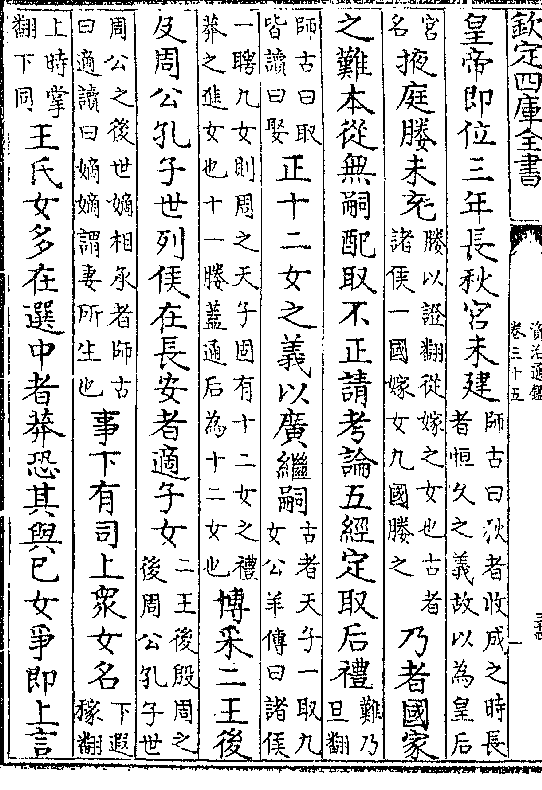 欽定四庫全書
資治通鑑
卷三十五
皇帝即位三年長秋宮未建師古曰秋者收成之時長者恒久之義故以為皇后
宮名掖庭媵未充媵以證翻從嫁之女也古者諸侯一國嫁女九國媵之乃者國家
之難本從無嗣配取不正請考論五經定取后禮難乃旦翻
師古曰取皆讀曰娶正十二女之義以廣繼嗣古者天子一取九女公羊傳曰諸侯
一聘九女則周之天子固有十二女之禮莽之進女也十一媵蓋通后為十二女也博采二王後
及周公孔子世列侯在長安者適子女二王後殷周之後周公孔子世
周公之後世嫡相承者師古曰適讀曰嫡嫡謂妻所生也事下有司上衆女名下遐稼翻
上時掌翻下同王氏女多在選中者莽恐其與己女爭即上言